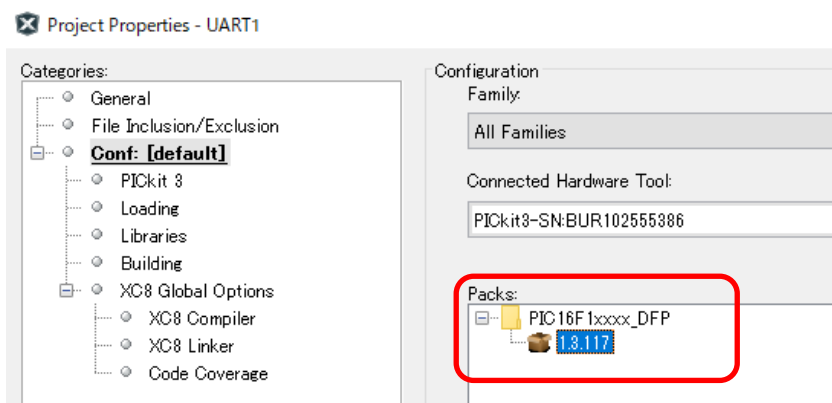 Project Properties - UART1
Categories:
General
File Inclusion/Exclusion
Conf: [default]
PICkit 3
Loading
Libraries
Building
XC8 Global Options
XC8 Compiler
XC8 Linker
Code Coverage
Configuration
Family:
All Families
Connected Hardware Tool:
PICkit3-SN:BUR102555386
Packs:
PIC16F1xxxx_DFP
1.3.117